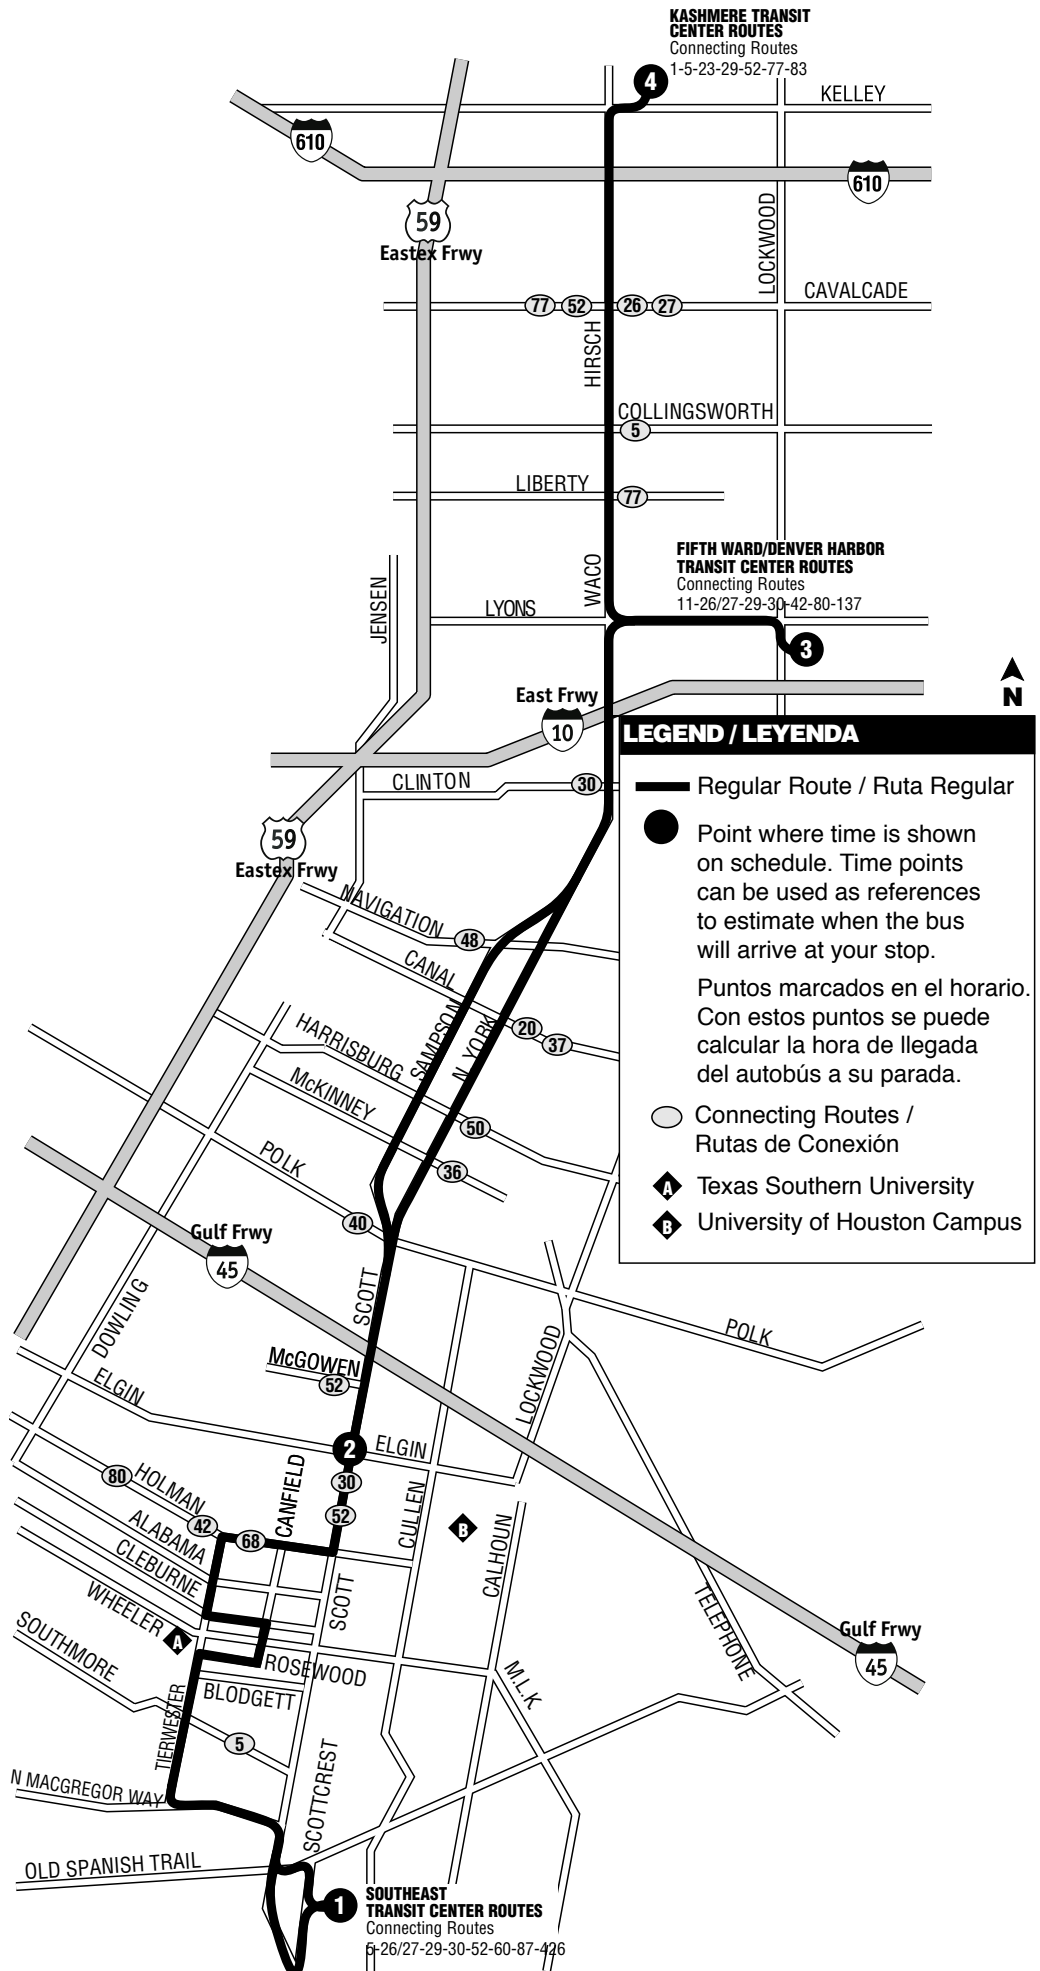 KASHMERE TRANSIT
CENTER ROUTES
Connecting Routes
1-5-23-29-52-77-83
4
KELLEY
610
610
59
Eastex Frwy
LOCKWOOD
CAVALCADE
77
52
26
27
HIRSCH
COLLINGSWORTH
5
LIBERTY
77
FIFTH WARD/DENVER HARBOR
TRANSIT CENTER ROUTES
Connecting Routes
11-26/27-29-30-42-80-137
WACO
JENSEN
LYONS
3
N
East Frwy
10
LEGEND / LEYENDA
Regular Route / Ruta Regular
Point where time is shown
on schedule. Time points
can be used as references
to estimate when the bus
will arrive at your stop.
Puntos marcados en el horario.
Con estos puntos se puede
calcular la hora de llegada
del autobús a su parada.
Connecting Routes /
Rutas de Conexión
A
Texas Southern University
B
University of Houston Campus
CLINTON
30
59
Eastex Frwy
NAVIGATION
48
CANAL
SAMPSON
N. YORK
20
37
HARRISBURG
50
McKINNEY
36
POLK
40
Gulf Frwy
45
SCOTT
DOWLING
McGOWEN
52
POLK
LOCKWOOD
ELGIN
2
ELGIN
30
52
CANFIELD
80
HOLMAN
42
68
CULLEN
B
CALHOUN
ALABAMA
CLEBURNE
SCOTT
WHEELER
A
TELEPHONE
Gulf Frwy
45
SOUTHMORE
ROSEWOOD
M.L.K
BLODGETT
TIERWESTER
5
SCOTTCREST
N MACGREGOR WAY
OLD SPANISH TRAIL
1
SOUTHEAST
TRANSIT CENTER ROUTES
Connecting Routes
5-26/27-29-30-52-60-87-426